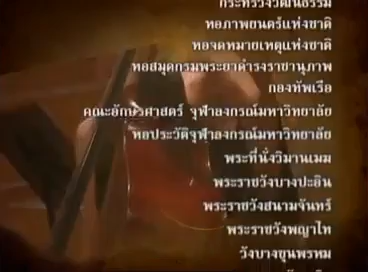 กระทรวงวัฒนธรรม
หอภาพยนตร์แห่งชาติ
หอจดหมายเหตุแห่งชาติ
หอสมุดกรมพระยาดำรงราชานุภาพ
กองทัพเรือ
คณะอักษรศาสตร์ จุฬาลงกรณ์มหาวิทยาลัย
หอประวัติจุฬาลงกรณ์มหาวิทยาลัย
พระที่นั่งวิมานเมฆ
พระราชวังบางปะอิน
พระราชวังสนามจันทร์
พระราชวังพญาไท
วังบางขุนพรหม